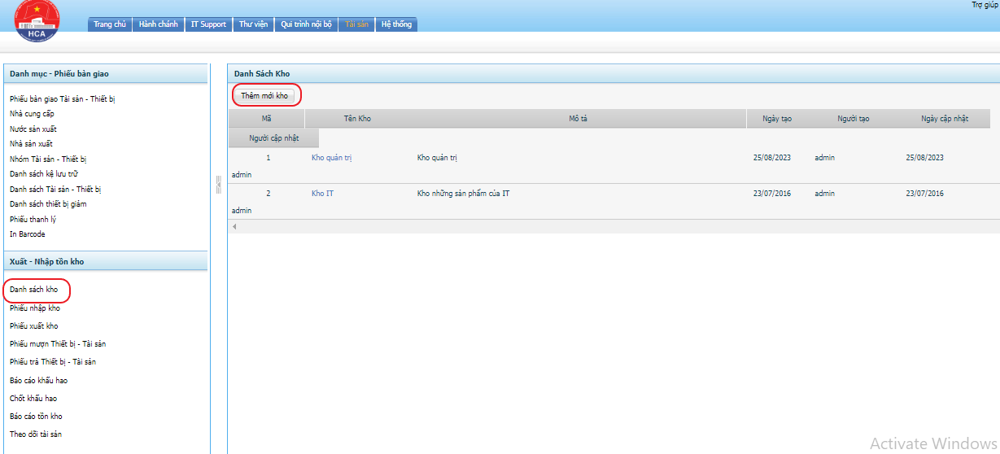 Trợ giúp
HCA
Trang chủ Hành chánh IT Support Thư viện Qui trình nội bộ Tài sản Hệ thống
Danh mục - Phiếu bàn giao
Phiếu bàn giao Tài sản - Thiết bị
Nhà cung cấp
Nước sản xuất
Nhà sản xuất
Nhóm Tài sản - Thiết bị
Danh sách kệ lưu trữ
Danh sách Tài sản - Thiết bị
Danh sách thiết bị giảm
Phiếu thanh lý
In Barcode
Xuất - Nhập tồn kho
Danh sách kho
Phiếu nhập kho
Phiếu xuất kho
Phiếu mượn Thiết bị - Tài sản
Phiếu trả Thiết bị - Tài sản
Báo cáo khấu hao
Chốt khấu hao
Báo cáo tồn kho
Theo dõi tài sản
Danh Sách Kho
Thêm mới kho
Mã Tên Kho Mô tả Ngày tạo Người tạo Ngày cập nhật
Người cập nhật
1 Kho quản trị Kho quản trị 25/08/2023 admin 25/08/2023
admin
2 Kho IT Kho những sản phẩm của IT 23/07/2016 admin 23/07/2016
admin
Activate Windows